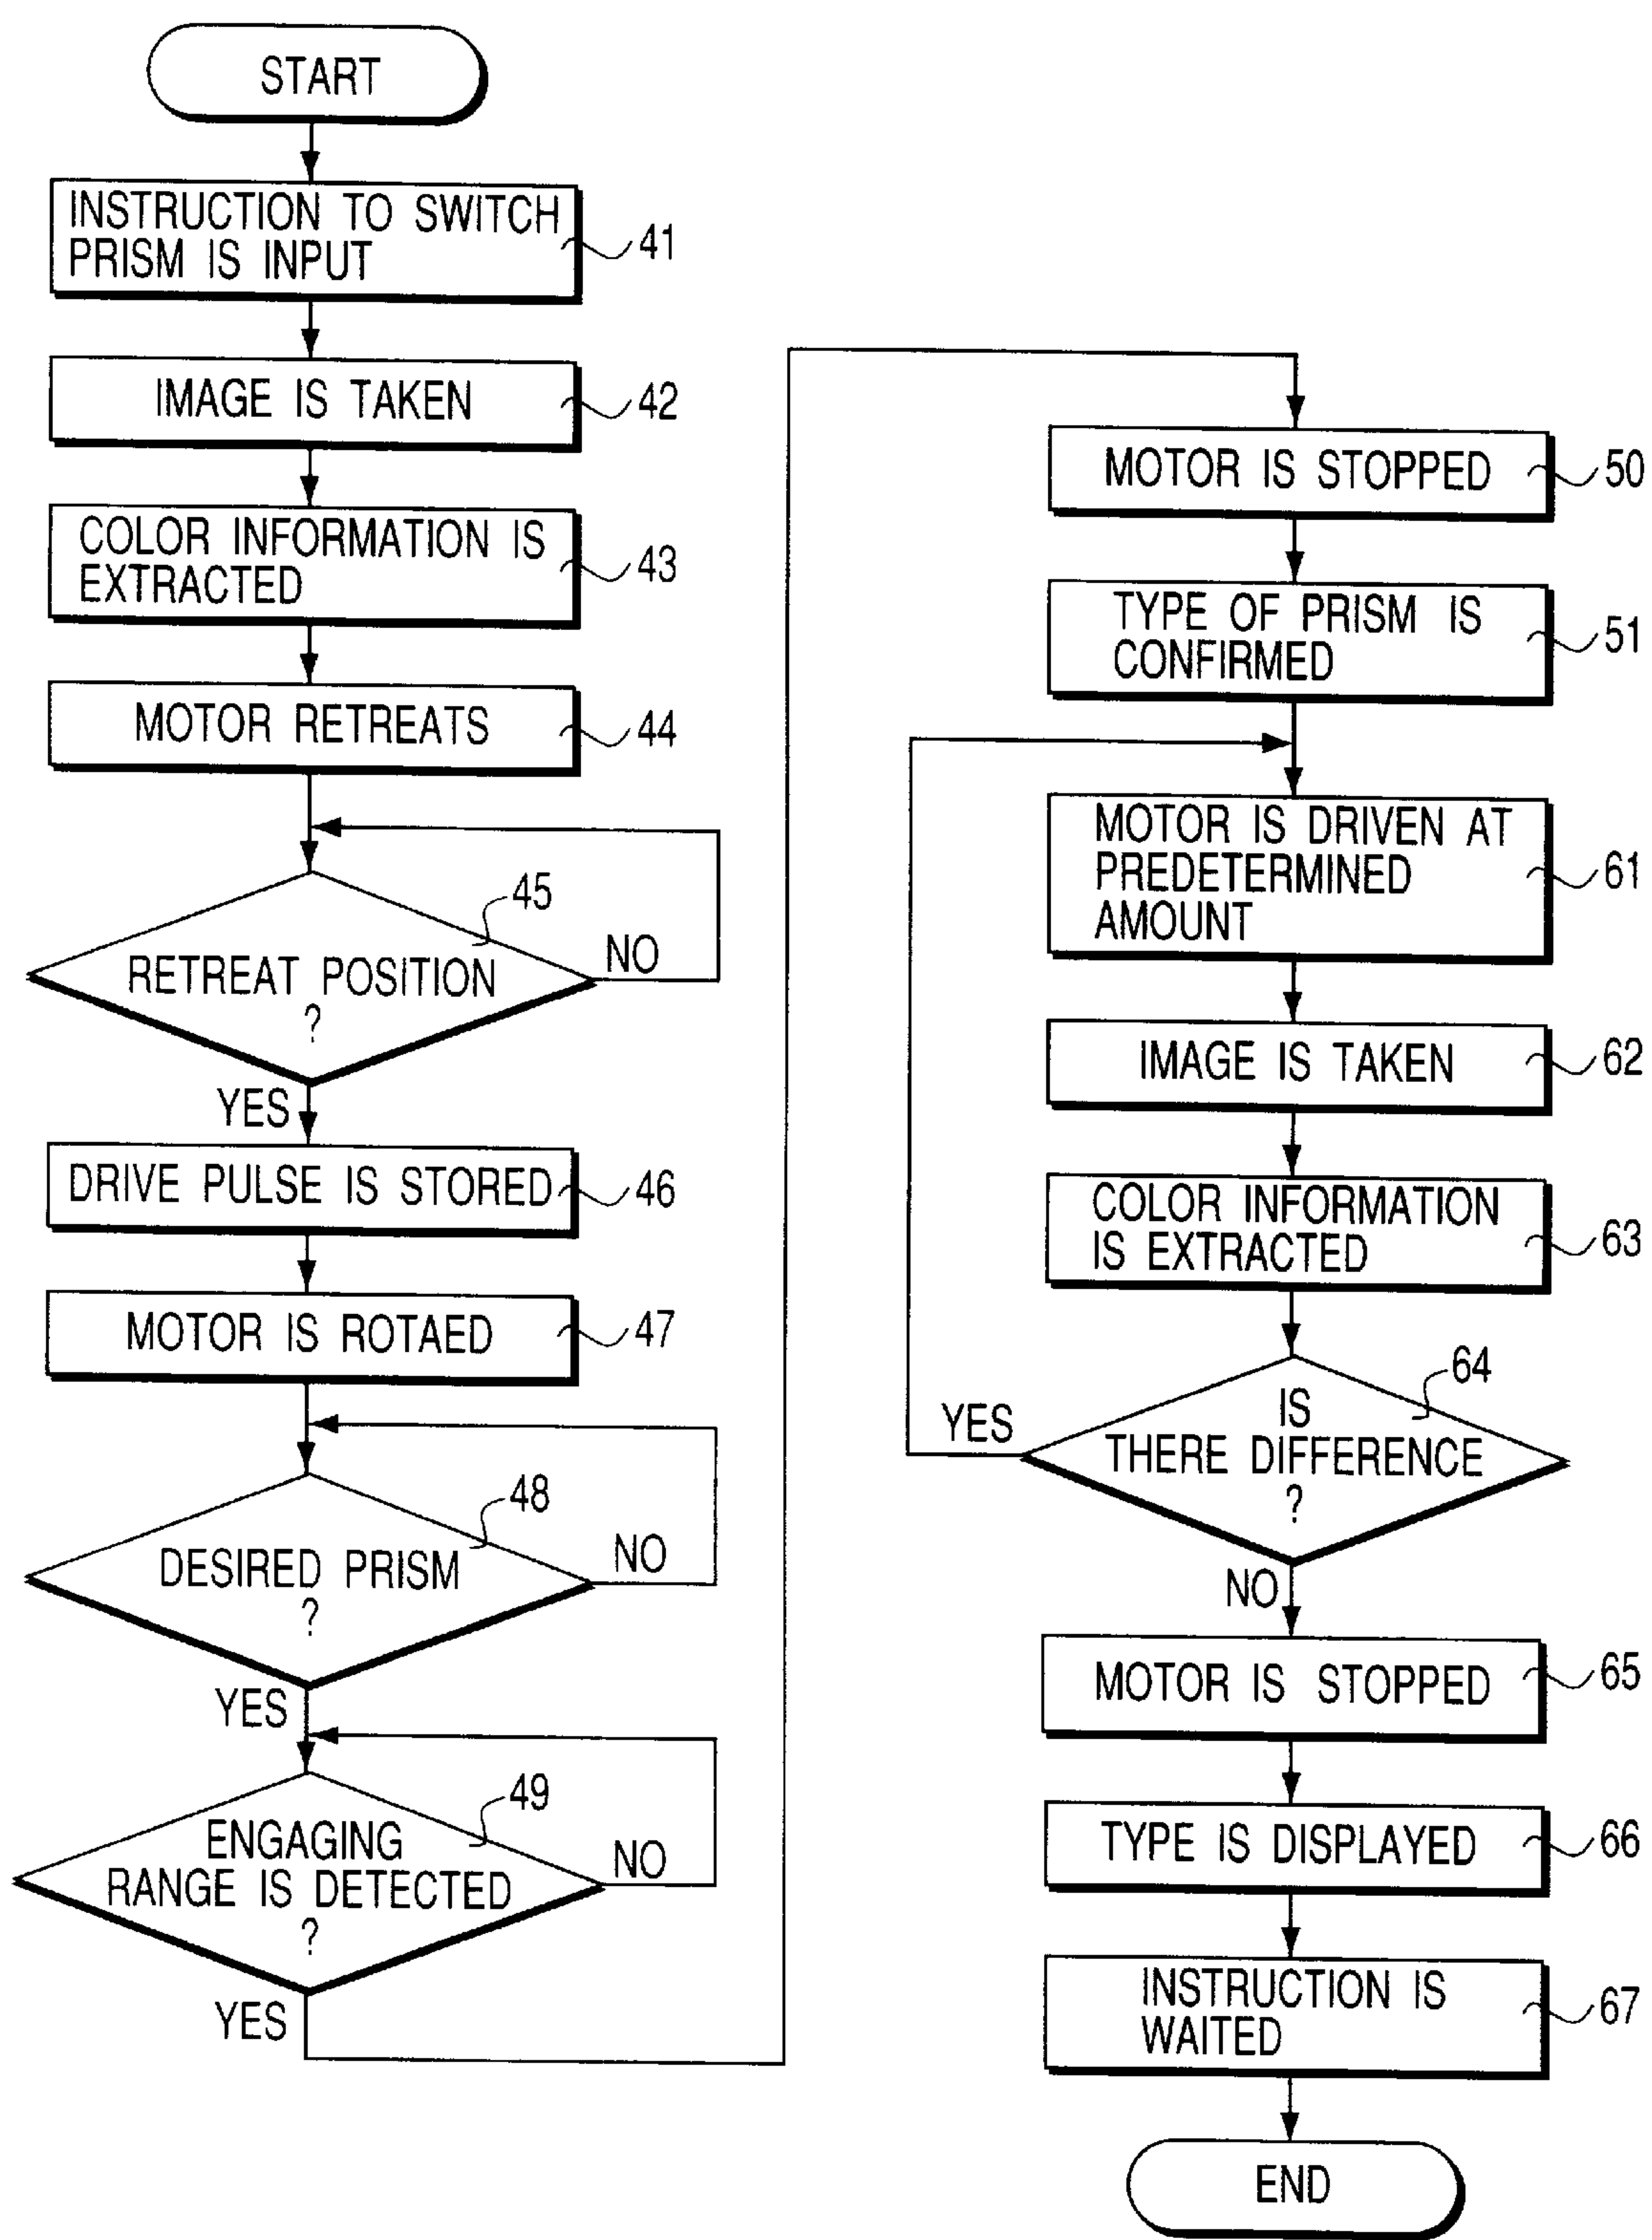 START
INSTRUCTION TO SWITCH
PRISM IS INPUT
41
IMAGE IS TAKEN
42
COLOR INFORMATION IS
EXTRACTED
43
MOTOR RETREATS
44
45
RETREAT POSITION
?
NO
YES
DRIVE PULSE IS STORED
46
MOTOR IS ROTAED
47
48
DESIRED PRISM
?
NO
YES
49
ENGAGING
RANGE IS DETECTED
?
NO
YES
MOTOR IS STOPPED
50
TYPE OF PRISM IS
CONFIRMED
51
MOTOR IS DRIVEN AT
PREDETERMINED
AMOUNT
61
IMAGE IS TAKEN
62
COLOR INFORMATION
IS EXTRACTED
63
64
IS
THERE DIFFERENCE
?
YES
NO
MOTOR IS STOPPED
65
TYPE IS DISPLAYED
66
INSTRUCTION IS
WAITED
67
END